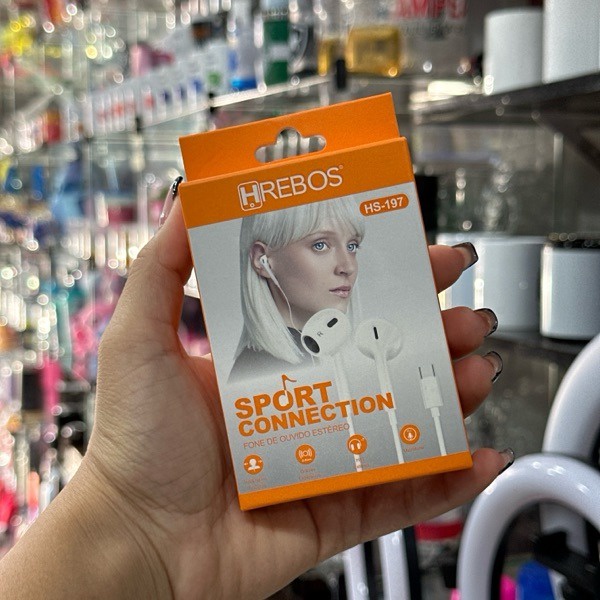 HREBOS®
HS-197
SPORT
CONNECTION
FONE DE OUVIDO ESTÉREO
R